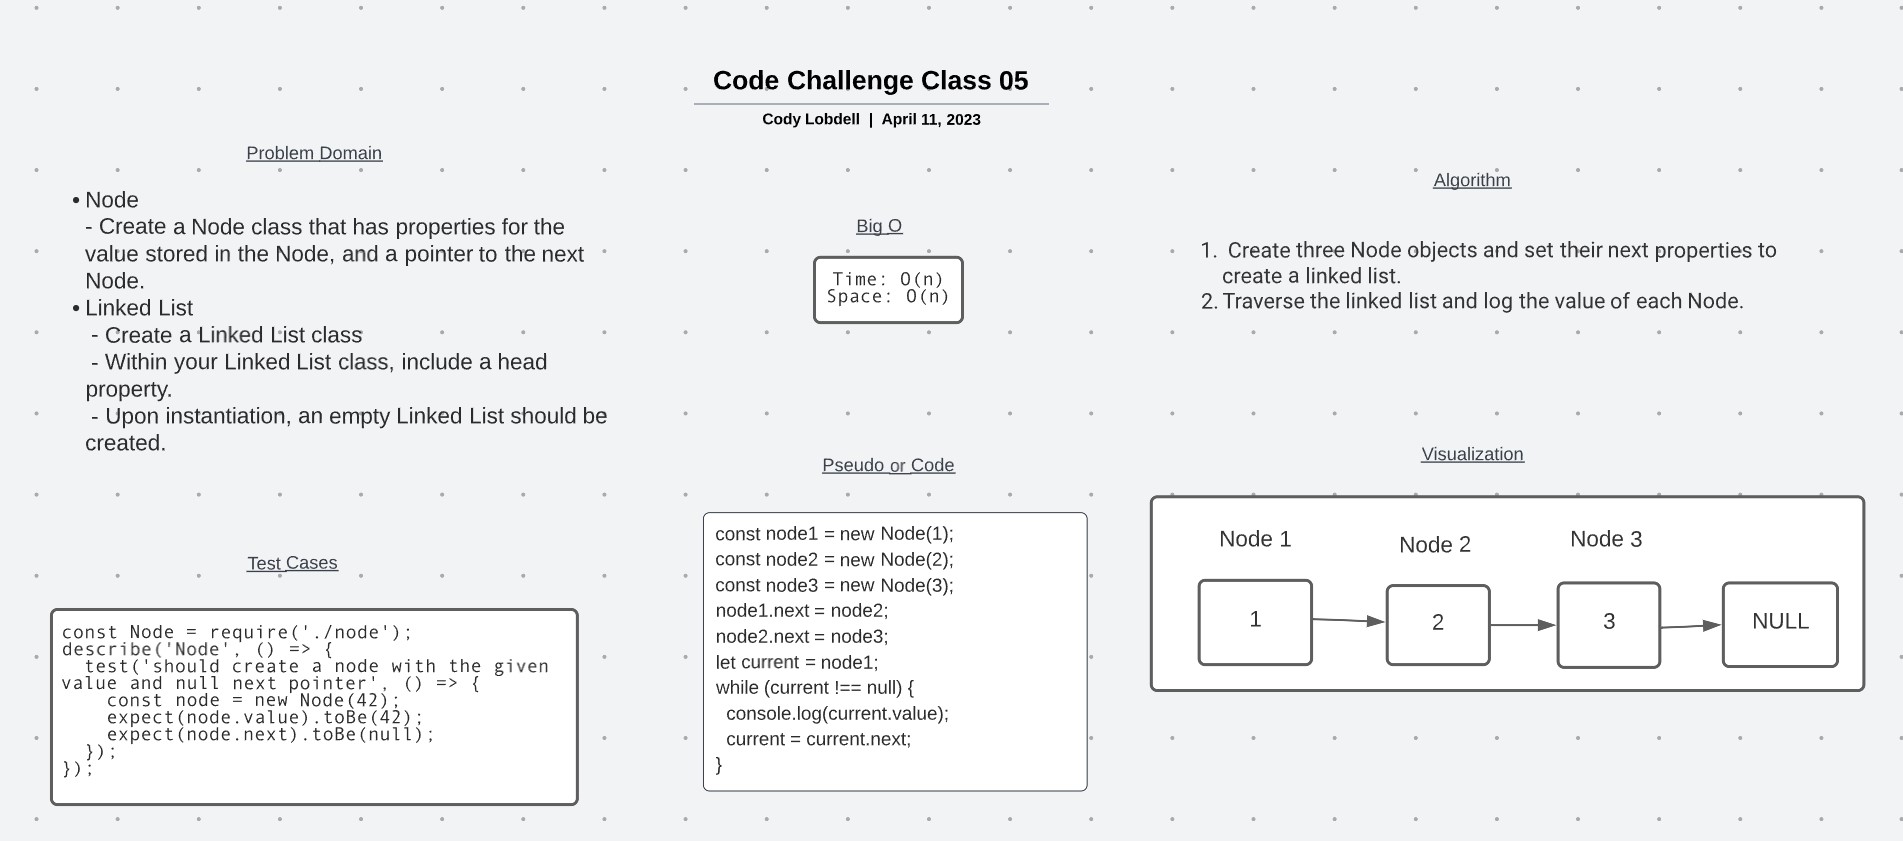 Code Challenge Class 05
Cody Lobdell | April 11, 2023
Problem Domain
• Node
- Create a Node class that has properties for the
value stored in the Node, and a pointer to the next
Node.
• Linked List
- Create a Linked List class
- Within your Linked List class, include a head
property.
- Upon instantiation, an empty Linked List should be
created.
Test Cases
const Node = require('./node');
describe('Node', () => {
  test('should create a node with the given
value and null next pointer', () => {
    const node = new Node(42);
    expect(node.value).toBe(42);
    expect(node.next).toBe(null);
  });
});
Big O
Time: O(n)
Space: O(n)
Pseudo or Code
const node1 = new Node(1);
const node2 = new Node(2);
const node3 = new Node(3);
node1.next = node2;
node2.next = node3;
let current = node1;
while (current !== null) {
  console.log(current.value);
  current = current.next;
}
Algorithm
1. Create three Node objects and set their next properties to
create a linked list.
2. Traverse the linked list and log the value of each Node.
Visualization
Node 1
Node 2
Node 3
1
2
3
NULL